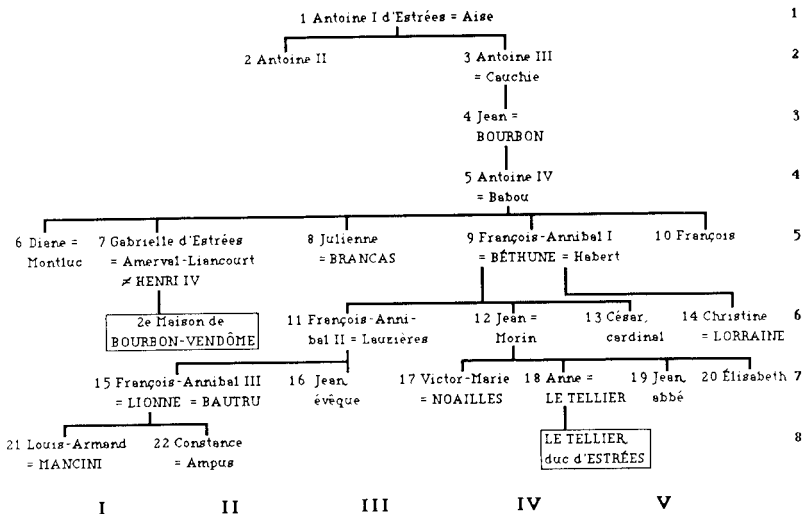 1 Antoine I d'Estrées = Aise 1
2 Antoine II 3 Antoine III 2
= Cauchie
4 Jean = 3
BOURBON
5 Antoine IV 4
= Babou
6 Diane = 7 Gabrielle d'Estrées 8 Julienne 9 François-Annibal I 10 François 5
Montluc = Amerval-Liancourt = BRANCAS = BÉTHUNE = Habert
≠ HENRI IV
2e Maison de 11 François-Anni- 12 Jean = 13 César, 14 Christine 6
BOURBON-VENDÔME bal II = Lauzières Morin cardinal = LORRAINE
15 François-Annibal III 16 Jean, 17 Victor-Marie 18 Anne = 19 Jean, 20 Élisabeth 7
= LIONNE = BAUTRU évêque = NOAILLES LE TELLIER abbé
21 Louis-Armand 22 Constance LE TELLIER, 8
= MANCINI = Ampus duc d'ESTRÉES
I II III IV V